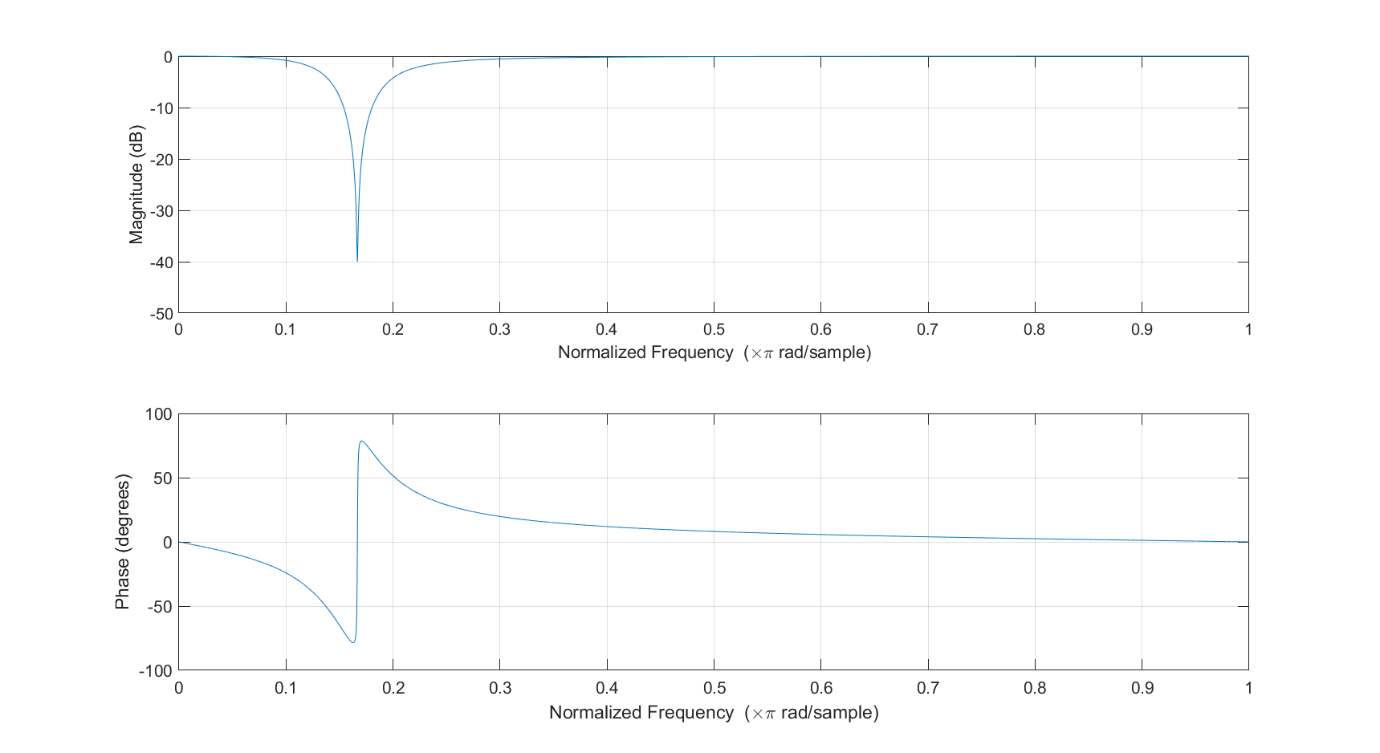 0
-10
-20
-30
-40
-50
Magnitude (dB)
0 0.1 0.2 0.3 0.4 0.5 0.6 0.7 0.8 0.9 1
Normalized Frequency (×π rad/sample)
100
50
0
-50
-100
Phase (degrees)
0 0.1 0.2 0.3 0.4 0.5 0.6 0.7 0.8 0.9 1
Normalized Frequency (×π rad/sample)